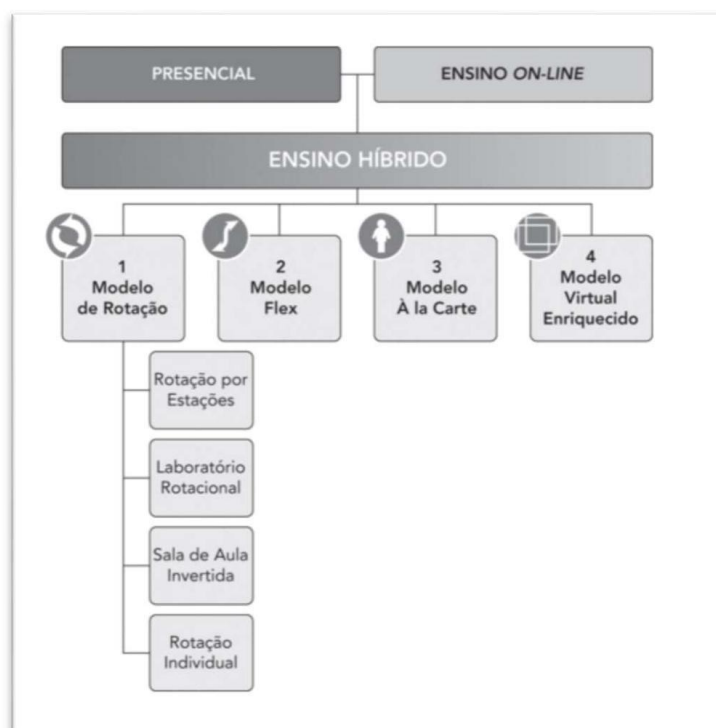 PRESENCIAL
ENSINO ON-LINE
ENSINO HÍBRIDO
1
Modelo
de Rotação
2
Modelo
Flex
3
Modelo
À la Carte
4
Modelo
Virtual
Enriquecido
Rotação por
Estações
Laboratório
Rotacional
Sala de Aula
Invertida
Rotação
Individual